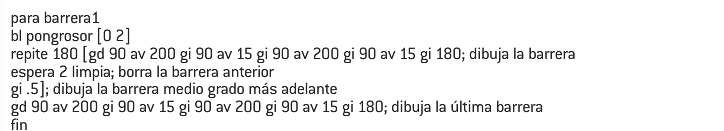 para barrera1
bl pongrosor [0 2]
repite 180 [gd 90 av 200 gi 90 av 15 gi 90 av 200 gi 90 av 15 gi 180; dibuja la barrera
espera 2 limpia; borra la barrera anterior
gi .5]; dibuja la barrera medio grado más adelante
gd 90 av 200 gi 90 av 15 gi 90 av 200 gi 90 av 15 gi 180; dibuja la última barrera
fin